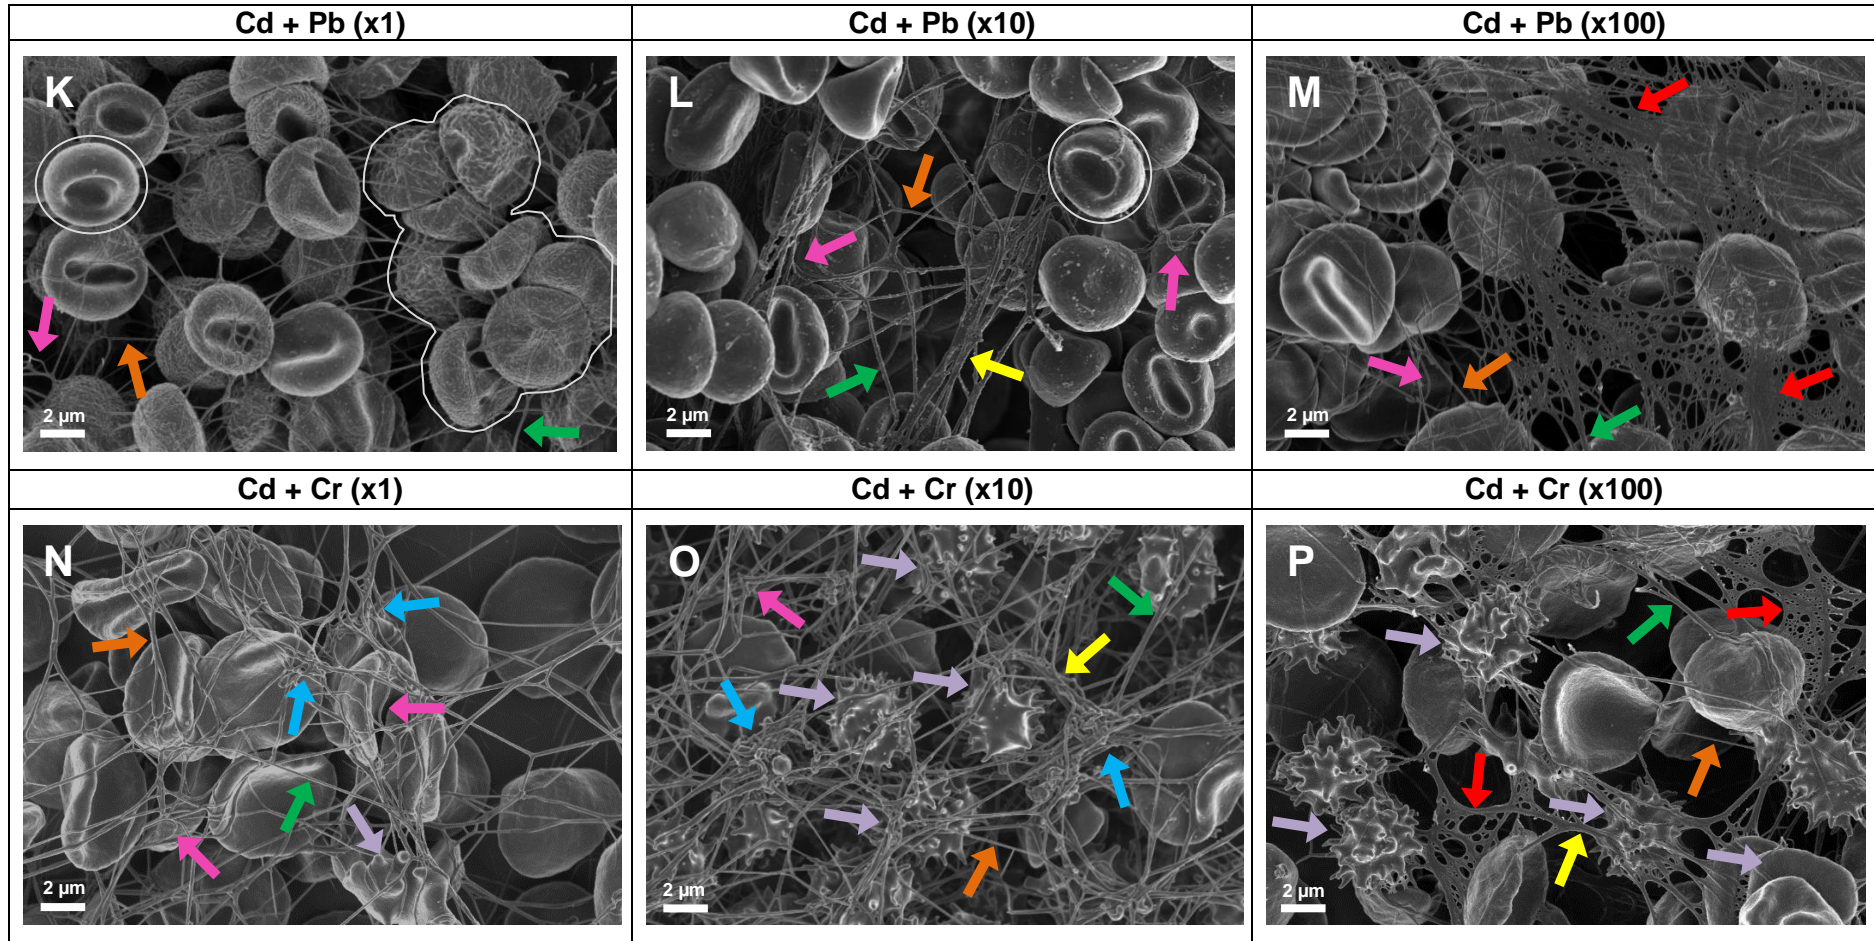 Cd + Pb (x1)
Cd + Pb (x10)
Cd + Pb (x100)
K
2 µm
L
2 µm
M
2 µm
Cd + Cr (x1)
Cd + Cr (x10)
Cd + Cr (x100)
N
2 µm
O
2 µm
P
2 µm